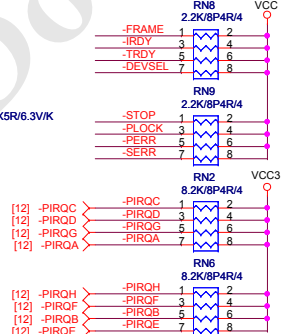 RN8 VCC
2.2K/8P4R/4
-FRAME 1 2
-IRDY 3 4
-TRDY 5 6
-DEVSEL 7 8
RN9
2.2K/8P4R/4
X5R/6.3V/K
-STOP 1 2
-PLOCK 3 4
-PERR 5 6
-SERR 7 8
RN2 VCC3
8.2K/8P4R/4
[12] -PIRQC -PIRQC 1 2
[12] -PIRQD -PIRQD 3 4
[12] -PIRQG -PIRQG 5 6
[12] -PIRQA -PIRQA 7 8
RN6
8.2K/8P4R/4
[12] -PIRQH -PIRQH 1 2
[12] -PIRQF -PIRQF 3 4
[12] -PIRQB -PIRQB 5 6
[12] -PIRQE -PIRQE 7 8